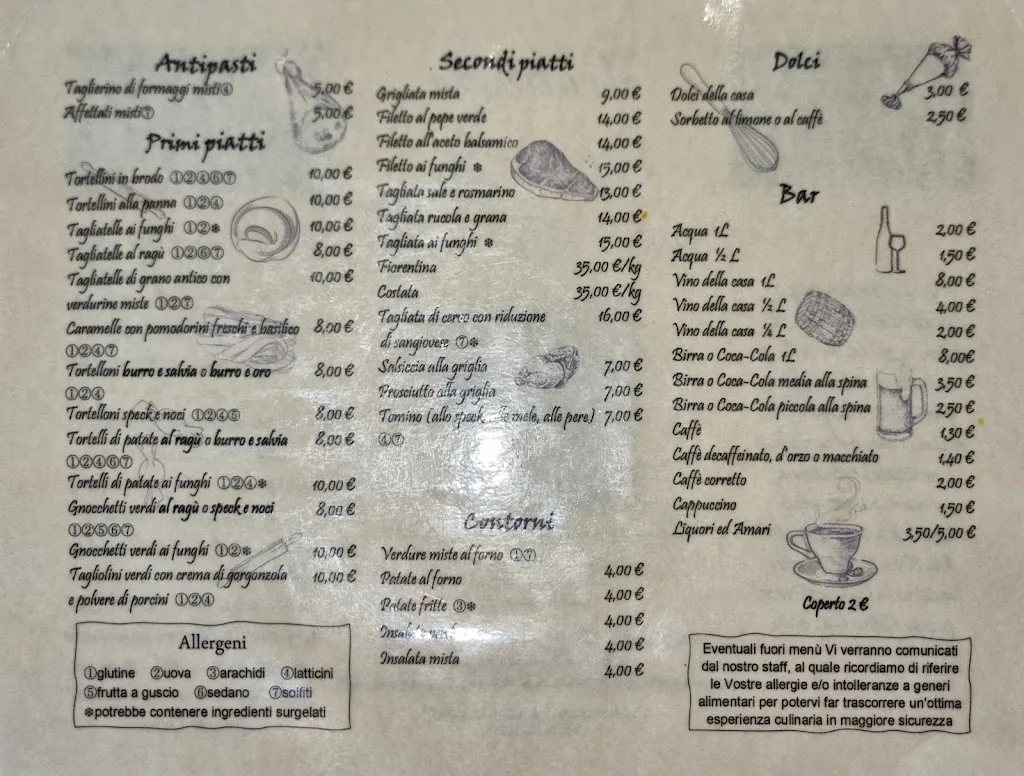 Antipasti
Taglierino di formaggi misti④ 5,00 €
Affettati misti⑦ 5,00 €
Primi piatti
Tortellini in brodo ①②④⑥⑦ 10,00 €
Tortellini alla panna ①②④ 10,00 €
Tagliatelle ai funghi ①②❄ 10,00 €
Tagliatelle al ragù ①②⑥⑦ 8,00 €
Tagliatelle di grano antico con 10,00 €
verdurine miste ①②⑦
Caramelle con pomodorini freschi e basilico 8,00 €
①②④⑦
Tortelloni burro e salvia o burro e oro 8,00 €
①②④
Tortelloni speck e noci ①②④⑤ 8,00 €
Tortelli di patate al ragù o burro e salvia 8,00 €
①②④⑥⑦
Tortelli di patate ai funghi ①②④❄ 10,00 €
Gnocchetti verdi al ragù o speck e noci 8,00 €
①②⑤⑥⑦
Gnocchetti verdi ai funghi ①②❄ 10,00 €
Tagliolini verdi con crema di gorgonzola 10,00 €
e polvere di porcini ①②④
Allergeni
①glutine ②uova ③arachidi ④latticini
⑤frutta a guscio ⑥sedano ⑦solfiti
❄potrebbe contenere ingredienti surgelati
Secondi piatti
Grigliata mista 9,00 €
Filetto al pepe verde 14,00 €
Filetto all'aceto balsamico 14,00 €
Filetto ai funghi ❄ 15,00 €
Tagliata sale e rosmarino 13,00 €
Tagliata rucola e grana 14,00 €
Tagliata ai funghi ❄ 15,00 €
Fiorentina 35,00 €/kg
Costata 35,00 €/kg
Tagliata di cervo con riduzione 16,00 €
di sangiovese ⑦❄
Salsiccia alla griglia 7,00 €
Prosciutto alla griglia 7,00 €
Tomino (allo speck, alle mele, alle pere) 7,00 €
④⑦
Contorni
Verdure miste al forno ①⑦ 4,00 €
Patate al forno 4,00 €
Patate fritte ③❄ 4,00 €
Insalata 4,00 €
Insalata mista 4,00 €
Dolci
Dolci della casa 3,00 €
Sorbetto al limone o al caffè 2,50 €
Bar
Acqua 1L 2,00 €
Acqua ½ L 1,50 €
Vino della casa 1L 8,00 €
Vino della casa ½ L 4,00 €
Vino della casa ¼ L 2,00 €
Birra o Coca-Cola 1L 8,00€
Birra o Coca-Cola media alla spina 3,50 €
Birra o Coca-Cola piccola alla spina 2,50 €
Caffè 1,30 €
Caffè decaffeinato, d'orzo o macchiato 1,40 €
Caffè corretto 2,00 €
Cappuccino 1,50 €
Liquori ed Amari 3,50/5,00 €
Coperto 2 €
Eventuali fuori menù Vi verranno comunicati
dal nostro staff, al quale ricordiamo di riferire
le Vostre allergie e/o intolleranze a generi
alimentari per potervi far trascorrere un'ottima
esperienza culinaria in maggiore sicurezza